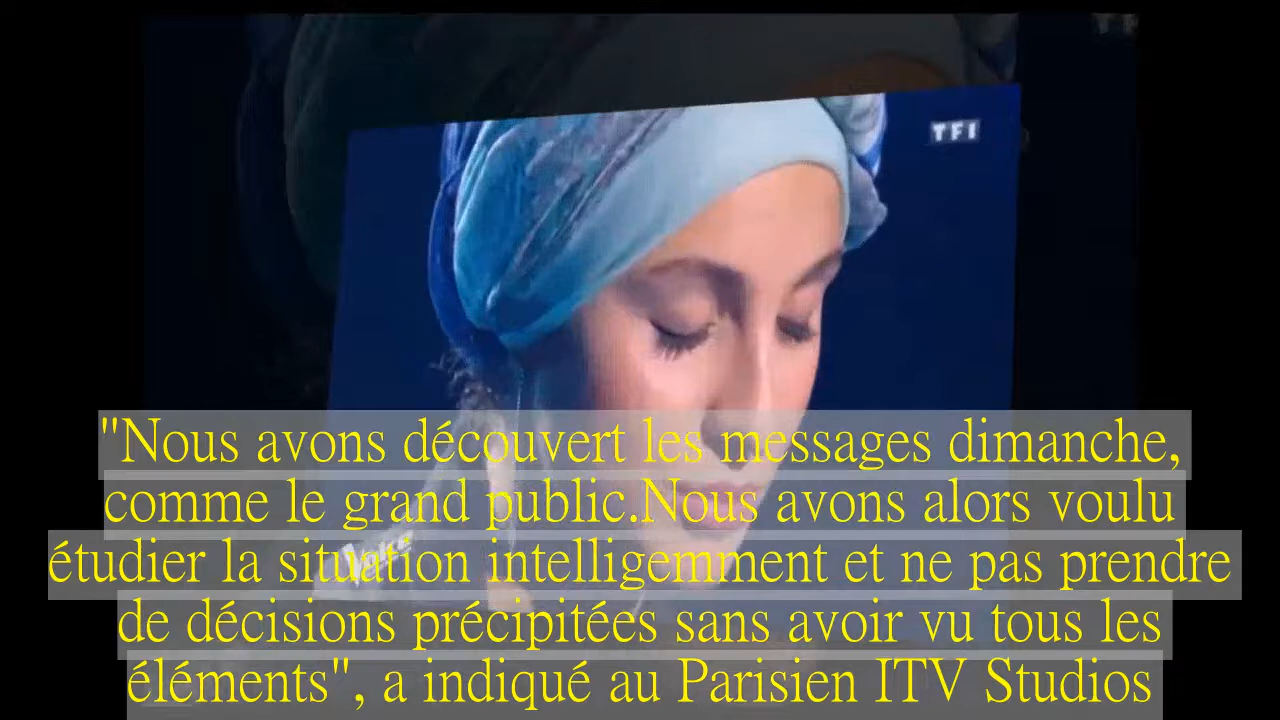 TF1
"Nous avons découvert les messages dimanche,
comme le grand public.Nous avons alors voulu
étudier la situation intelligemment et ne pas prendre
de décisions précipitées sans avoir vu tous les
éléments", a indiqué au Parisien ITV Studios